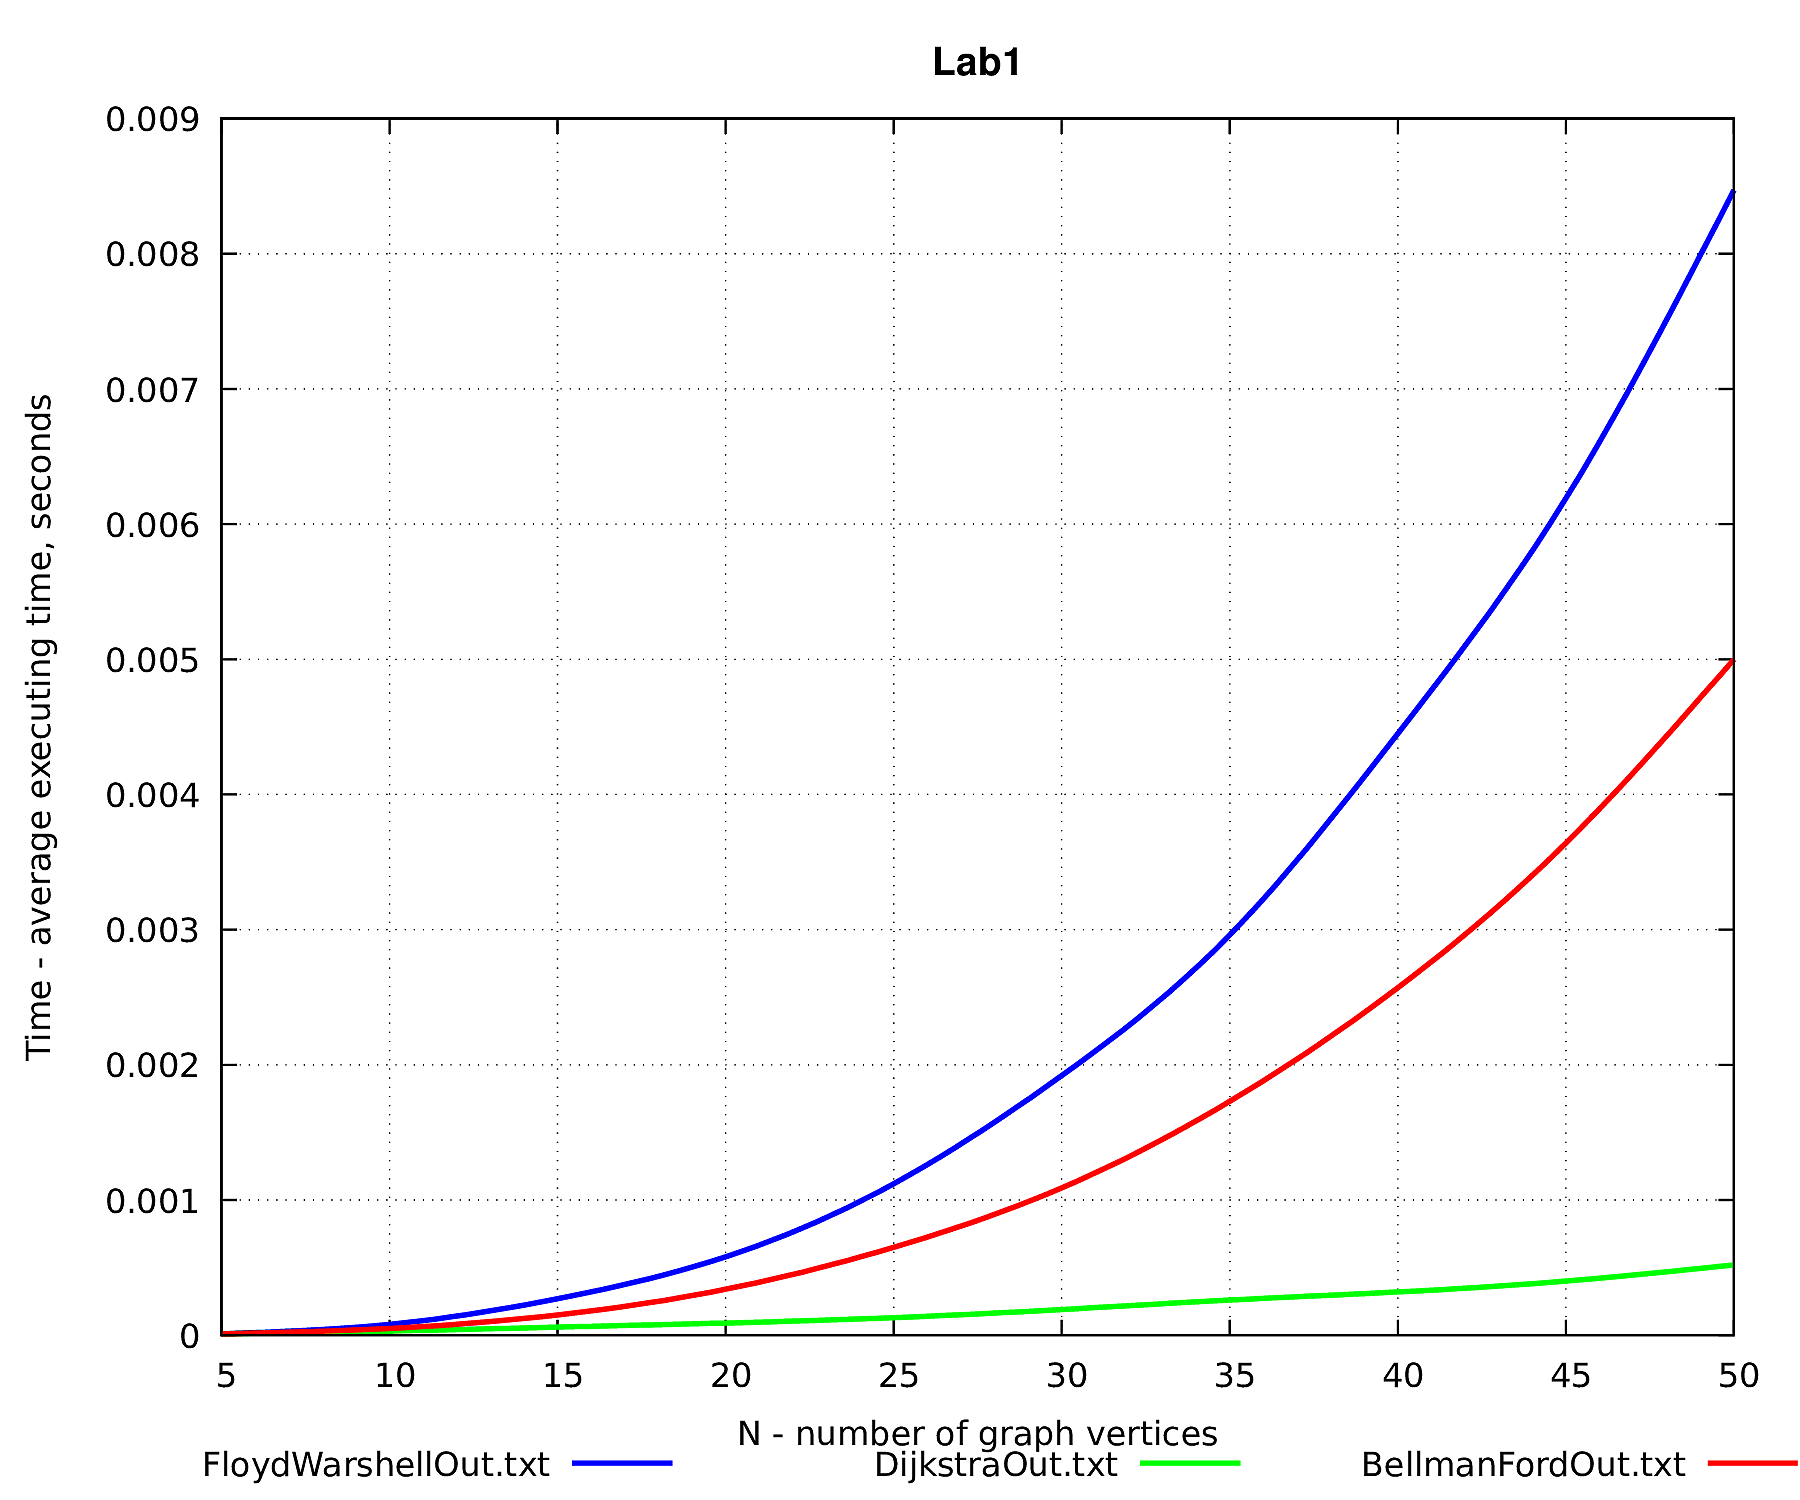 Lab1
0.009
0.008
0.007
0.006
0.005
0.004
0.003
0.002
0.001
0
Time - average executing time, seconds
5 10 15 20 25 30 35 40 45 50
N - number of graph vertices
FloydWarshellOut.txt DijkstraOut.txt BellmanFordOut.txt